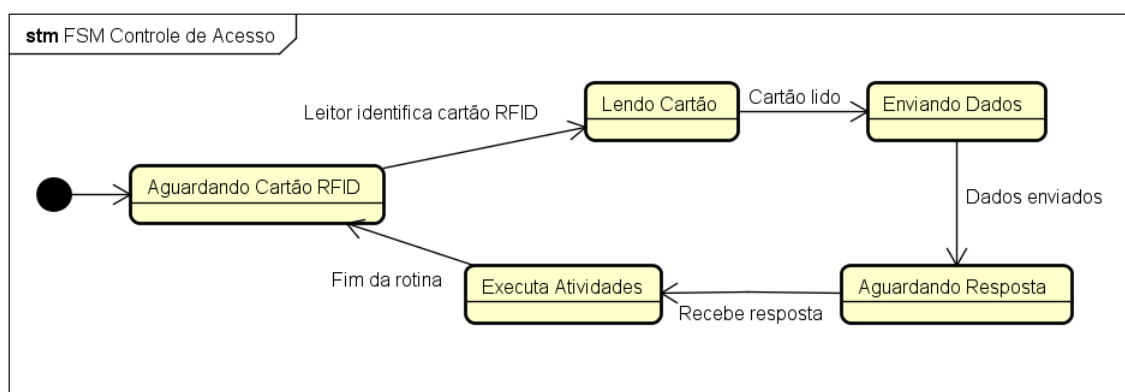 stm FSM Controle de Acesso
Leitor identifica cartão RFID
Lendo Cartão
Cartão lido
Enviando Dados
Aguardando Cartão RFID
Dados enviados
Fim da rotina
Executa Atividades
Recebe resposta
Aguardando Resposta